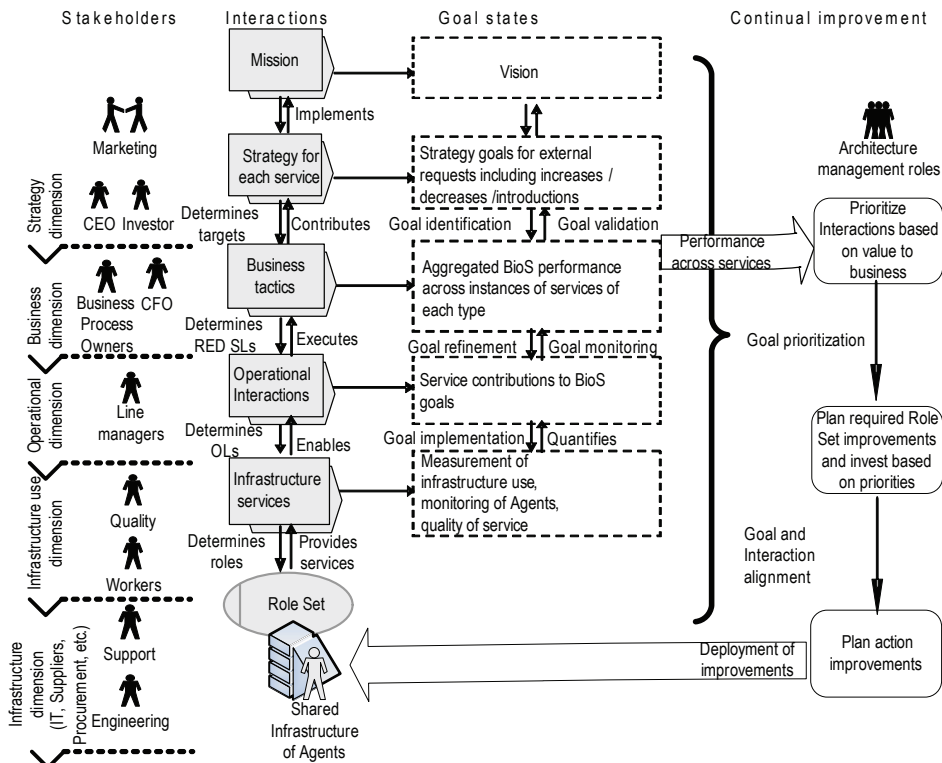 Stakeholders
Interactions
Goal states
Continual improvement
Mission
Vision
Implements
Marketing
Strategy for
each service
Strategy goals for external
requests including increases /
decreases /introductions
Architecture
management roles
Strategy
dimension
CEO
Investor
Determines
targets
Contributes
Goal identification
Goal validation
Performance
across services
Prioritize
Interactions based
on value to
business
Business
dimension
Business
Process
Owners
CFO
Business
tactics
Aggregated BioS performance
across instances of services of
each type
Determines
RED SLs
Executes
Goal refinement
Goal monitoring
Goal prioritization
Operational
dimension
Line
managers
Operational
Interactions
Service contributions to BioS
goals
Determines
OLs
Enables
Goal implementation
Quantifies
Plan required Role
Set improvements
and invest based
on priorities
Infrastructure use
dimension
Quality
Workers
Infrastructure
services
Measurement of
infrastructure use,
monitoring of Agents,
quality of service
Determines
roles
Provides
services
Goal and
Interaction
alignment
Role Set
Infrastructure
dimension
(IT, Suppliers,
Procurement, etc.)
Support
Engineering
Shared
Infrastructure
of Agents
Deployment of
improvements
Plan action
improvements